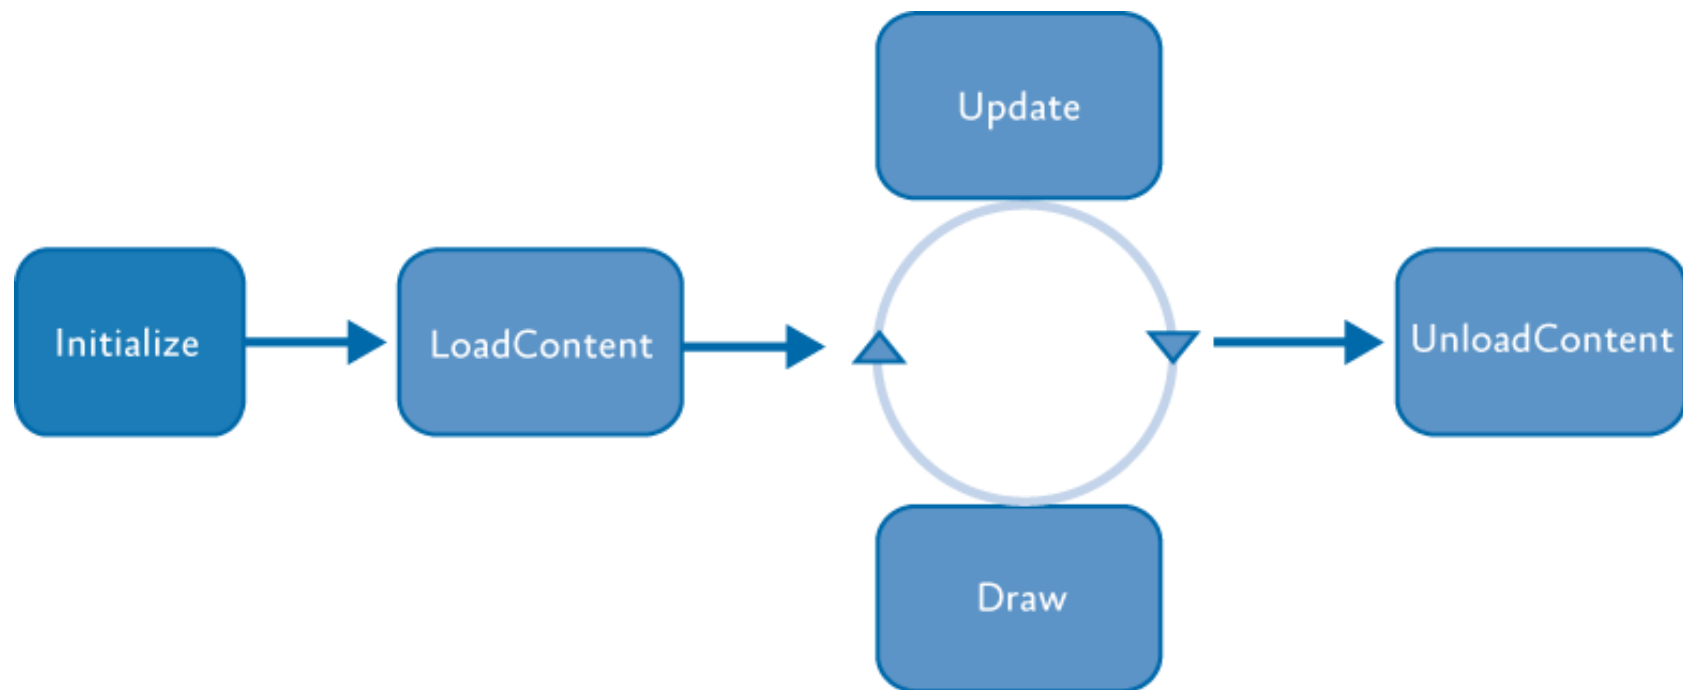 Initialize
LoadContent
Update
Draw
UnloadContent